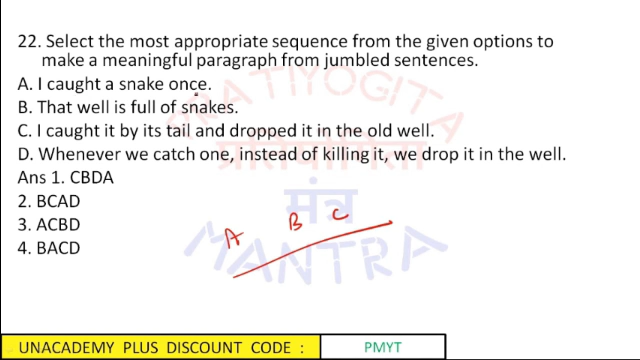 22. Select the most appropriate sequence from the given options to
make a meaningful paragraph from jumbled sentences.
A. I caught a snake once.
B. That well is full of snakes.
C. I caught it by its tail and dropped it in the old well.
D. Whenever we catch one, instead of killing it, we drop it in the well.
Ans 1. CBDA
2. BCAD
3. ACBD
4. BACD
A B C
PRATIYOGITA
प्रतियोगिता
मंत्र
MANTRA
UNACADEMY PLUS DISCOUNT CODE : PMYT